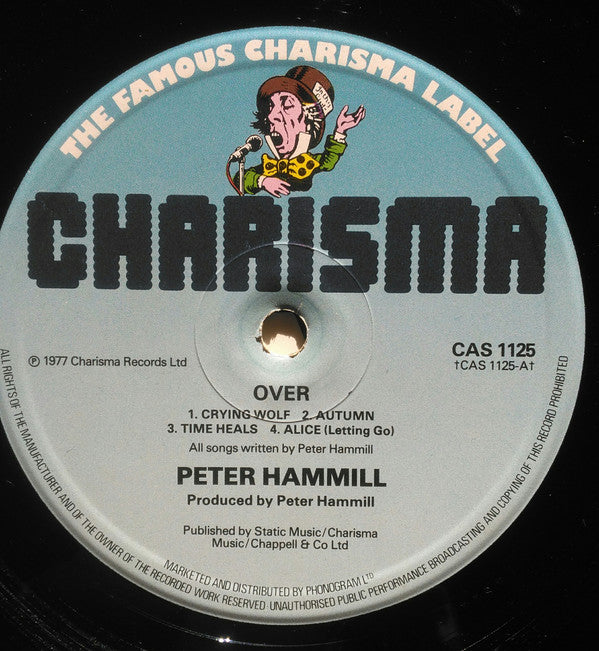 THE FAMOUS CHARISMA LABEL
CHARISMA
℗ 1977 Charisma Records Ltd
CAS 1125
†CAS 1125-A†
OVER
1. CRYING WOLF 2. AUTUMN
3. TIME HEALS 4. ALICE (Letting Go)
All songs written by Peter Hammill
PETER HAMMILL
Produced by Peter Hammill
Published by Static Music/Charisma
Music/Chappell & Co Ltd
MARKETED AND DISTRIBUTED BY PHONOGRAM LTD
ALL RIGHTS OF THE MANUFACTURER AND OF THE OWNER OF THE RECORDED WORK RESERVED · UNAUTHORISED PUBLIC PERFORMANCE BROADCASTING AND COPYING OF THIS RECORD PROHIBITED